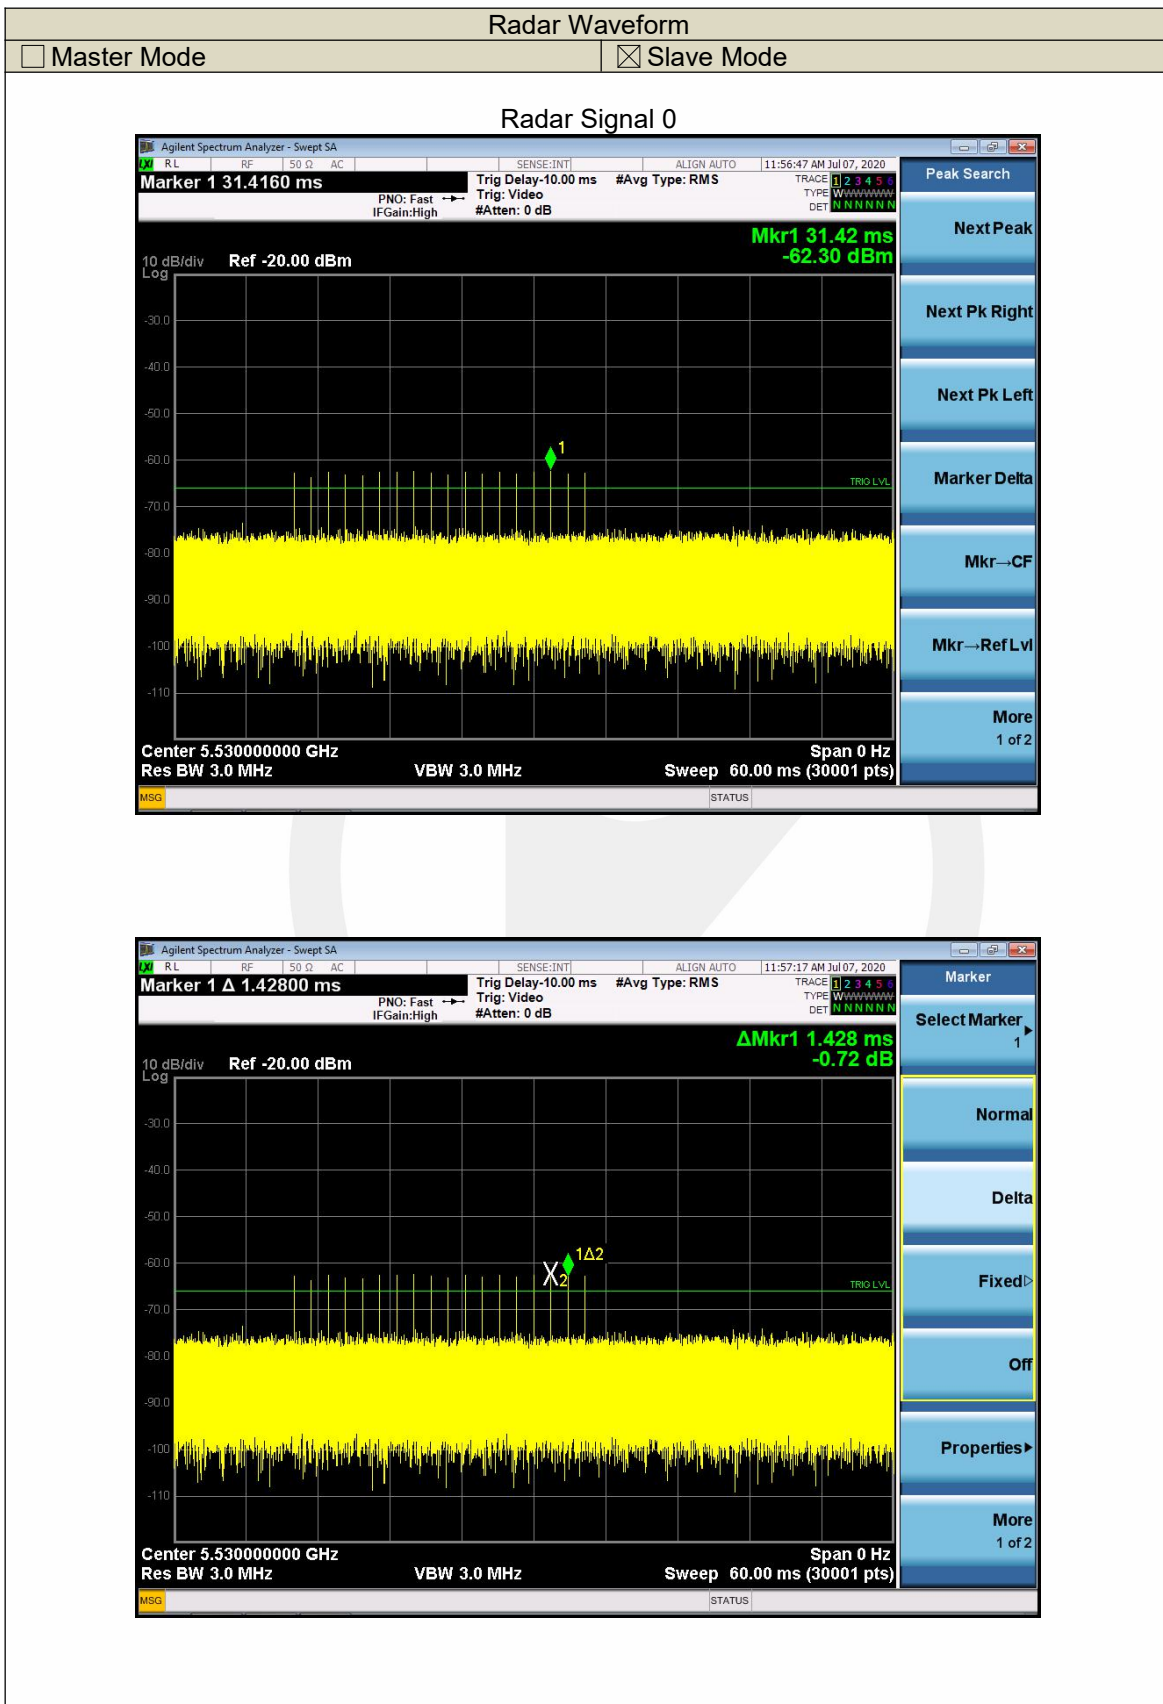 Radar Waveform
☐ Master Mode ☒ Slave Mode
Radar Signal 0
Agilent Spectrum Analyzer - Swept SA
LXI RL RF 50 Ω AC SENSE:INT ALIGN AUTO 11:56:47 AM Jul 07, 2020
Marker 1 31.4160 ms
PNO: Fast
IFGain:High
Trig Delay-10.00 ms
Trig: Video
#Atten: 0 dB
#Avg Type: RMS
TRACE 1 2 3 4 5 6
TYPE WWWWWW
DET N N N N N N
Mkr1 31.42 ms
-62.30 dBm
10 dB/div Ref -20.00 dBm
Log
-30.0
-40.0
-50.0
-60.0
-70.0
-80.0
-90.0
-100
-110
1
TRIG LVL
Center 5.530000000 GHz Span 0 Hz
Res BW 3.0 MHz VBW 3.0 MHz Sweep 60.00 ms (30001 pts)
MSG STATUS
Peak Search
Next Peak
Next Pk Right
Next Pk Left
Marker Delta
Mkr→CF
Mkr→Ref Lvl
More
1 of 2
Agilent Spectrum Analyzer - Swept SA
LXI RL RF 50 Ω AC SENSE:INT ALIGN AUTO 11:57:17 AM Jul 07, 2020
Marker 1 Δ 1.42800 ms
PNO: Fast
IFGain:High
Trig Delay-10.00 ms
Trig: Video
#Atten: 0 dB
#Avg Type: RMS
TRACE 1 2 3 4 5 6
TYPE WWWWWW
DET N N N N N N
ΔMkr1 1.428 ms
-0.72 dB
10 dB/div Ref -20.00 dBm
Log
-30.0
-40.0
-50.0
-60.0
-70.0
-80.0
-90.0
-100
-110
1Δ2
X2
TRIG LVL
Center 5.530000000 GHz Span 0 Hz
Res BW 3.0 MHz VBW 3.0 MHz Sweep 60.00 ms (30001 pts)
MSG STATUS
Marker
Select Marker
1
Normal
Delta
Fixed
Off
Properties
More
1 of 2